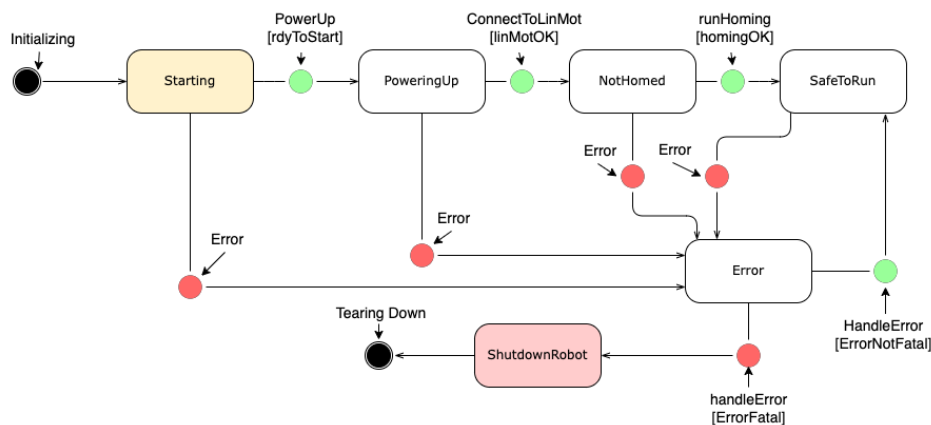 Initializing
PowerUp
[rdyToStart]
ConnectToLinMot
[linMotOK]
runHoming
[homingOK]
Starting
PoweringUp
NotHomed
SafeToRun
Error
Error
Error
Error
Error
Tearing Down
ShutdownRobot
HandleError
[ErrorNotFatal]
handleError
[ErrorFatal]